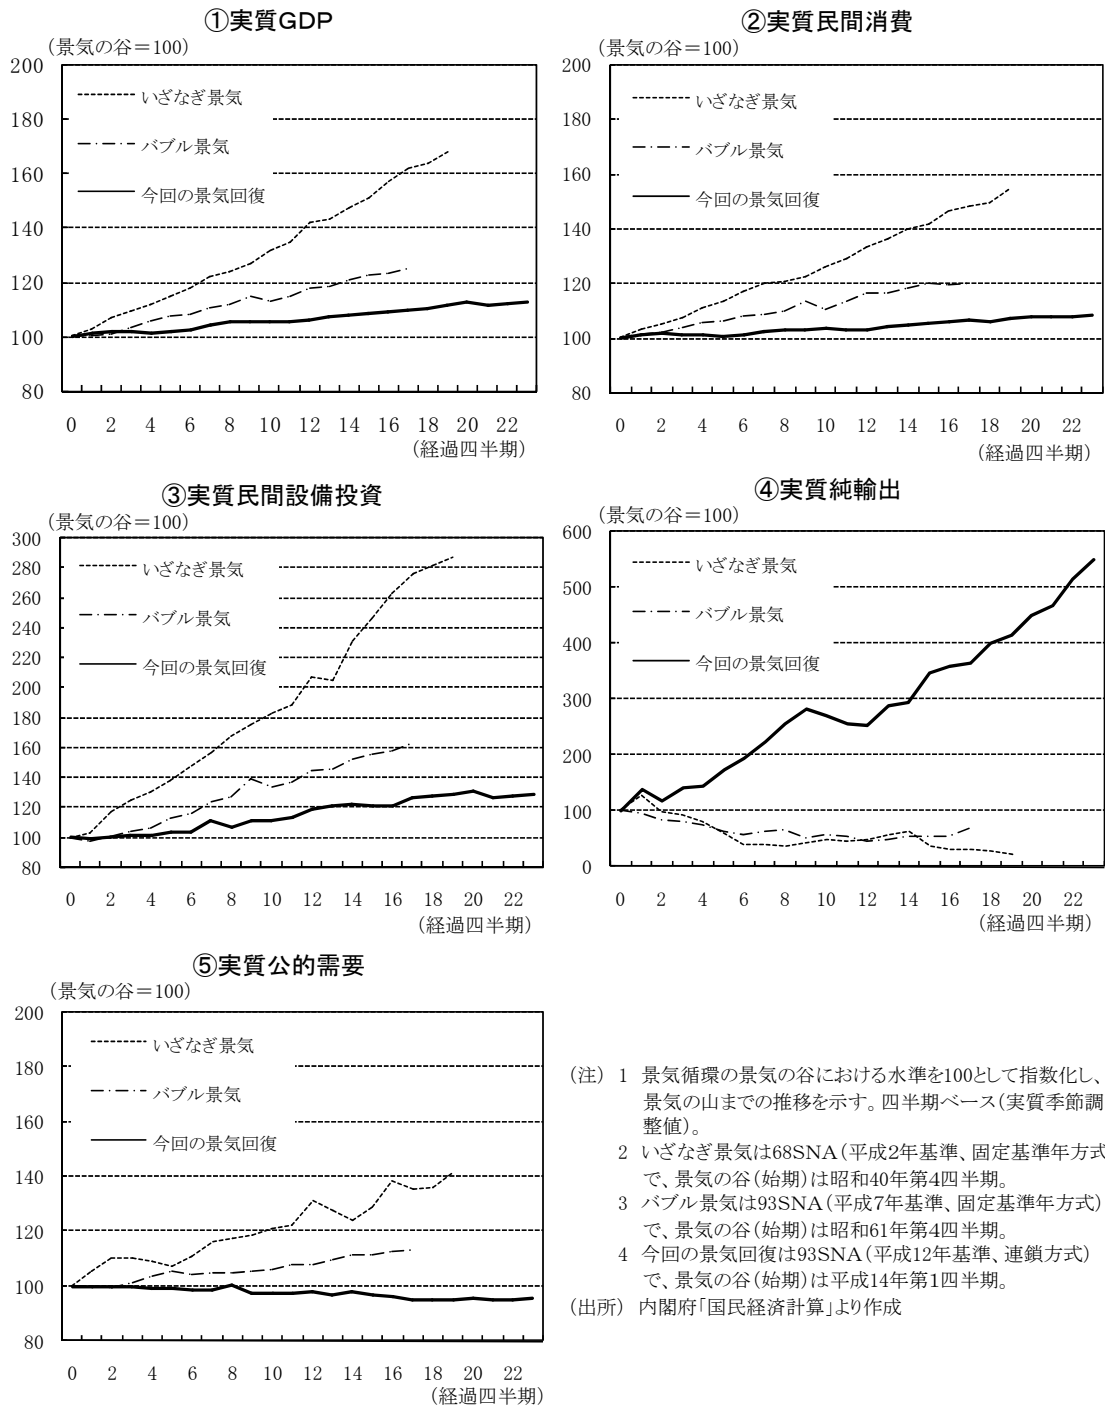 ①実質GDP
(景気の谷=100)
200
180
160
140
120
100
80
いざなぎ景気
バブル景気
今回の景気回復
0 2 4 6 8 10 12 14 16 18 20 22
(経過四半期)
②実質民間消費
(景気の谷=100)
200
180
160
140
120
100
80
いざなぎ景気
バブル景気
今回の景気回復
0 2 4 6 8 10 12 14 16 18 20 22
(経過四半期)
③実質民間設備投資
(景気の谷=100)
300
280
260
240
220
200
180
160
140
120
100
80
いざなぎ景気
バブル景気
今回の景気回復
0 2 4 6 8 10 12 14 16 18 20 22
(経過四半期)
④実質純輸出
(景気の谷=100)
600
500
400
300
200
100
0
いざなぎ景気
バブル景気
今回の景気回復
0 2 4 6 8 10 12 14 16 18 20 22
(経過四半期)
⑤実質公的需要
(景気の谷=100)
200
180
160
140
120
100
80
いざなぎ景気
バブル景気
今回の景気回復
0 2 4 6 8 10 12 14 16 18 20 22
(経過四半期)
(注) 1 景気循環の景気の谷における水準を100として指数化し、
景気の山までの推移を示す。四半期ベース(実質季節調
整値)。
2 いざなぎ景気は68SNA(平成2年基準、固定基準年方式
で、景気の谷(始期)は昭和40年第4四半期。
3 バブル景気は93SNA(平成7年基準、固定基準年方式)
で、景気の谷(始期)は昭和61年第4四半期。
4 今回の景気回復は93SNA(平成12年基準、連鎖方式)
で、景気の谷(始期)は平成14年第1四半期。
(出所) 内閣府「国民経済計算」より作成